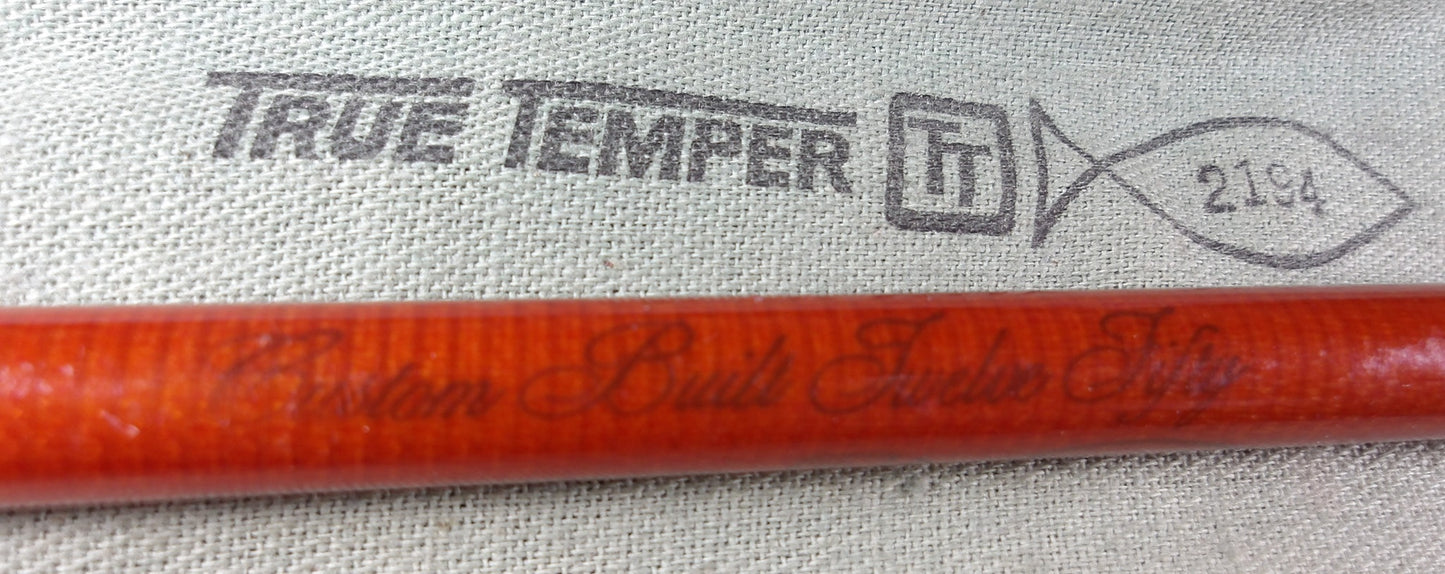 TRUE TEMPER TT 2194
Custom Built Twelve Fifty